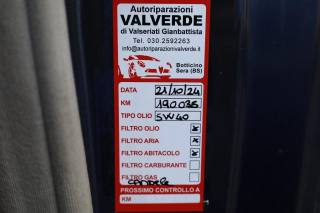 Autoriparazioni
VALVERDE
di Valseriati Gianbattista
Tel. 030.2592263
info@autoriparazionivalverde.it
Botticino
Sera (BS)
DATA 21/10/24
KM 190036
TIPO OLIO 5W40
FILTRO OLIO
FILTRO ARIA
FILTRO ABITACOLO
FILTRO CARBURANTE
FILTRO GAS
PROSSIMO CONTROLLO A
KM